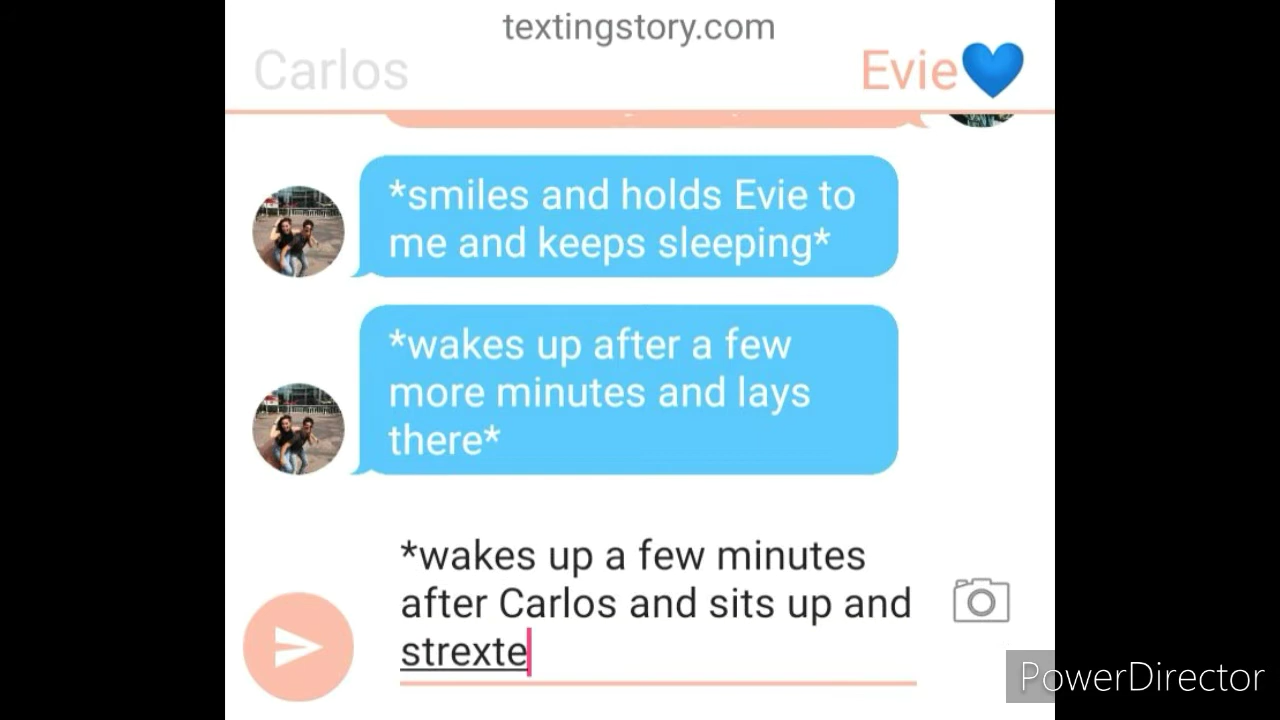 textingstory.com
Carlos
Evie💙
*smiles and holds Evie to
me and keeps sleeping*
*wakes up after a few
more minutes and lays
there*
*wakes up a few minutes
after Carlos and sits up and
strexte
PowerDirector